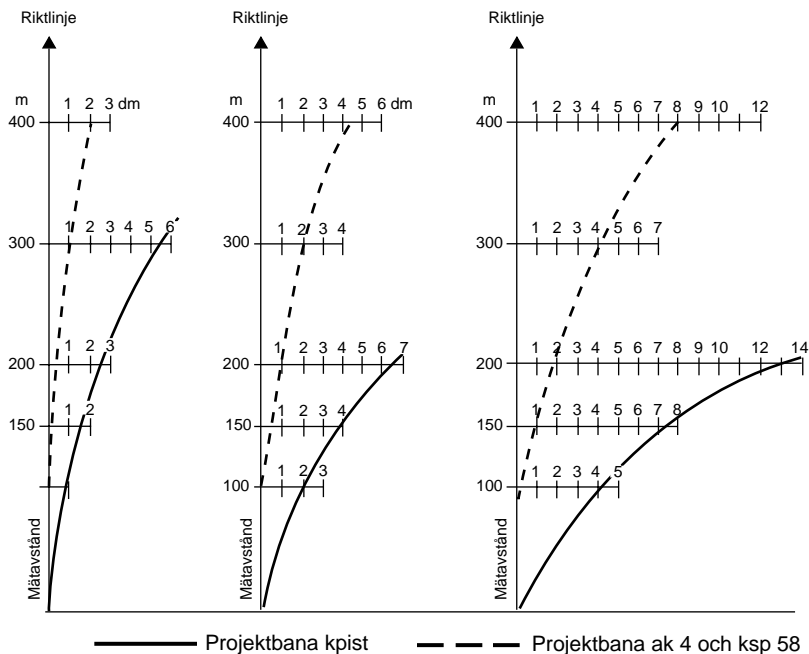 Riktlinje Riktlinje Riktlinje
m 1 2 3 dm m 1 2 3 4 5 6 dm m 1 2 3 4 5 6 7 8 9 10 12
400 400 400
1 2 3 4 5 6 1 2 3 4 1 2 3 4 5 6 7
300 300 300
1 2 3 1 2 3 4 5 6 7 1 2 3 4 5 6 7 8 9 10 12 14
200 200 200
1 2 1 2 3 4 1 2 3 4 5 6 7 8
150 150 150
1 2 3 1 2 3 4 5
100 100
Mätavstånd Mätavstånd Mätavstånd
Projektbana kpist Projektbana ak 4 och ksp 58